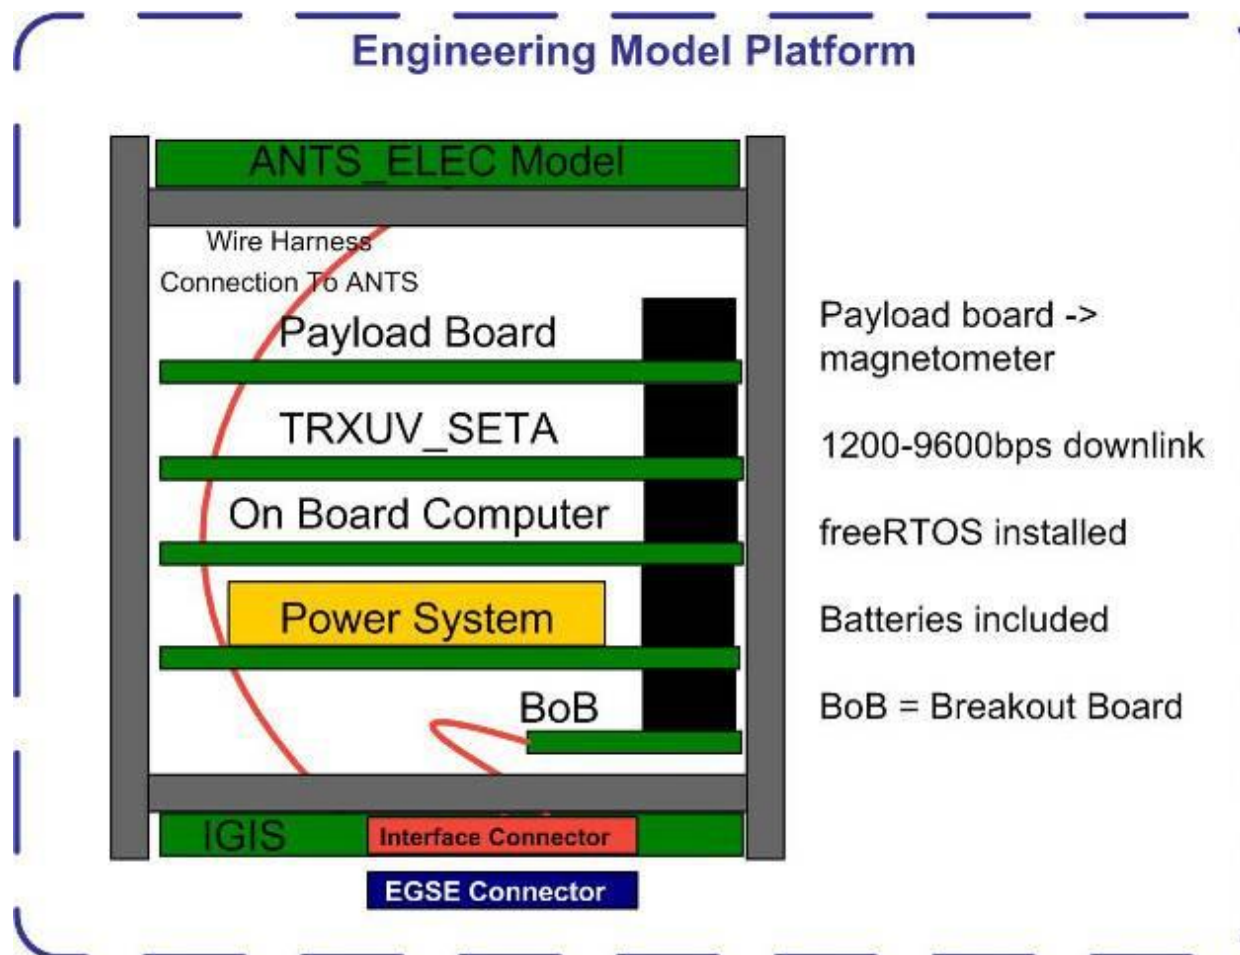 Engineering Model Platform
ANTS_ELEC Model
Wire Harness
Connection To ANTS
Payload Board
TRXUV_SETA
On Board Computer
Power System
BoB
IGIS
Interface Connector
EGSE Connector
Payload board ->
magnetometer
1200-9600bps downlink
freeRTOS installed
Batteries included
BoB = Breakout Board